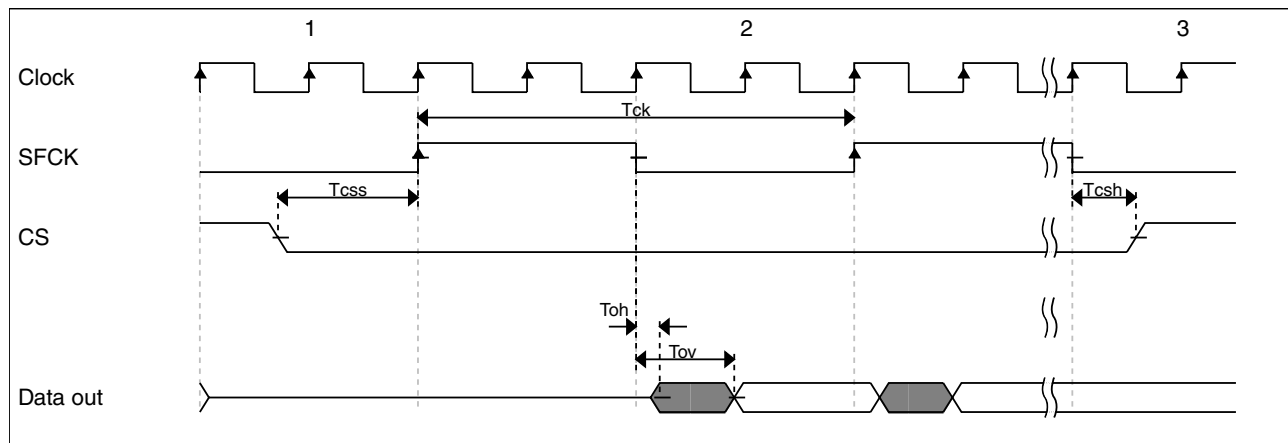 1 2 3
Clock
Tck
SFCK
Tcss Tcsh
CS
Toh
Tov
Data out